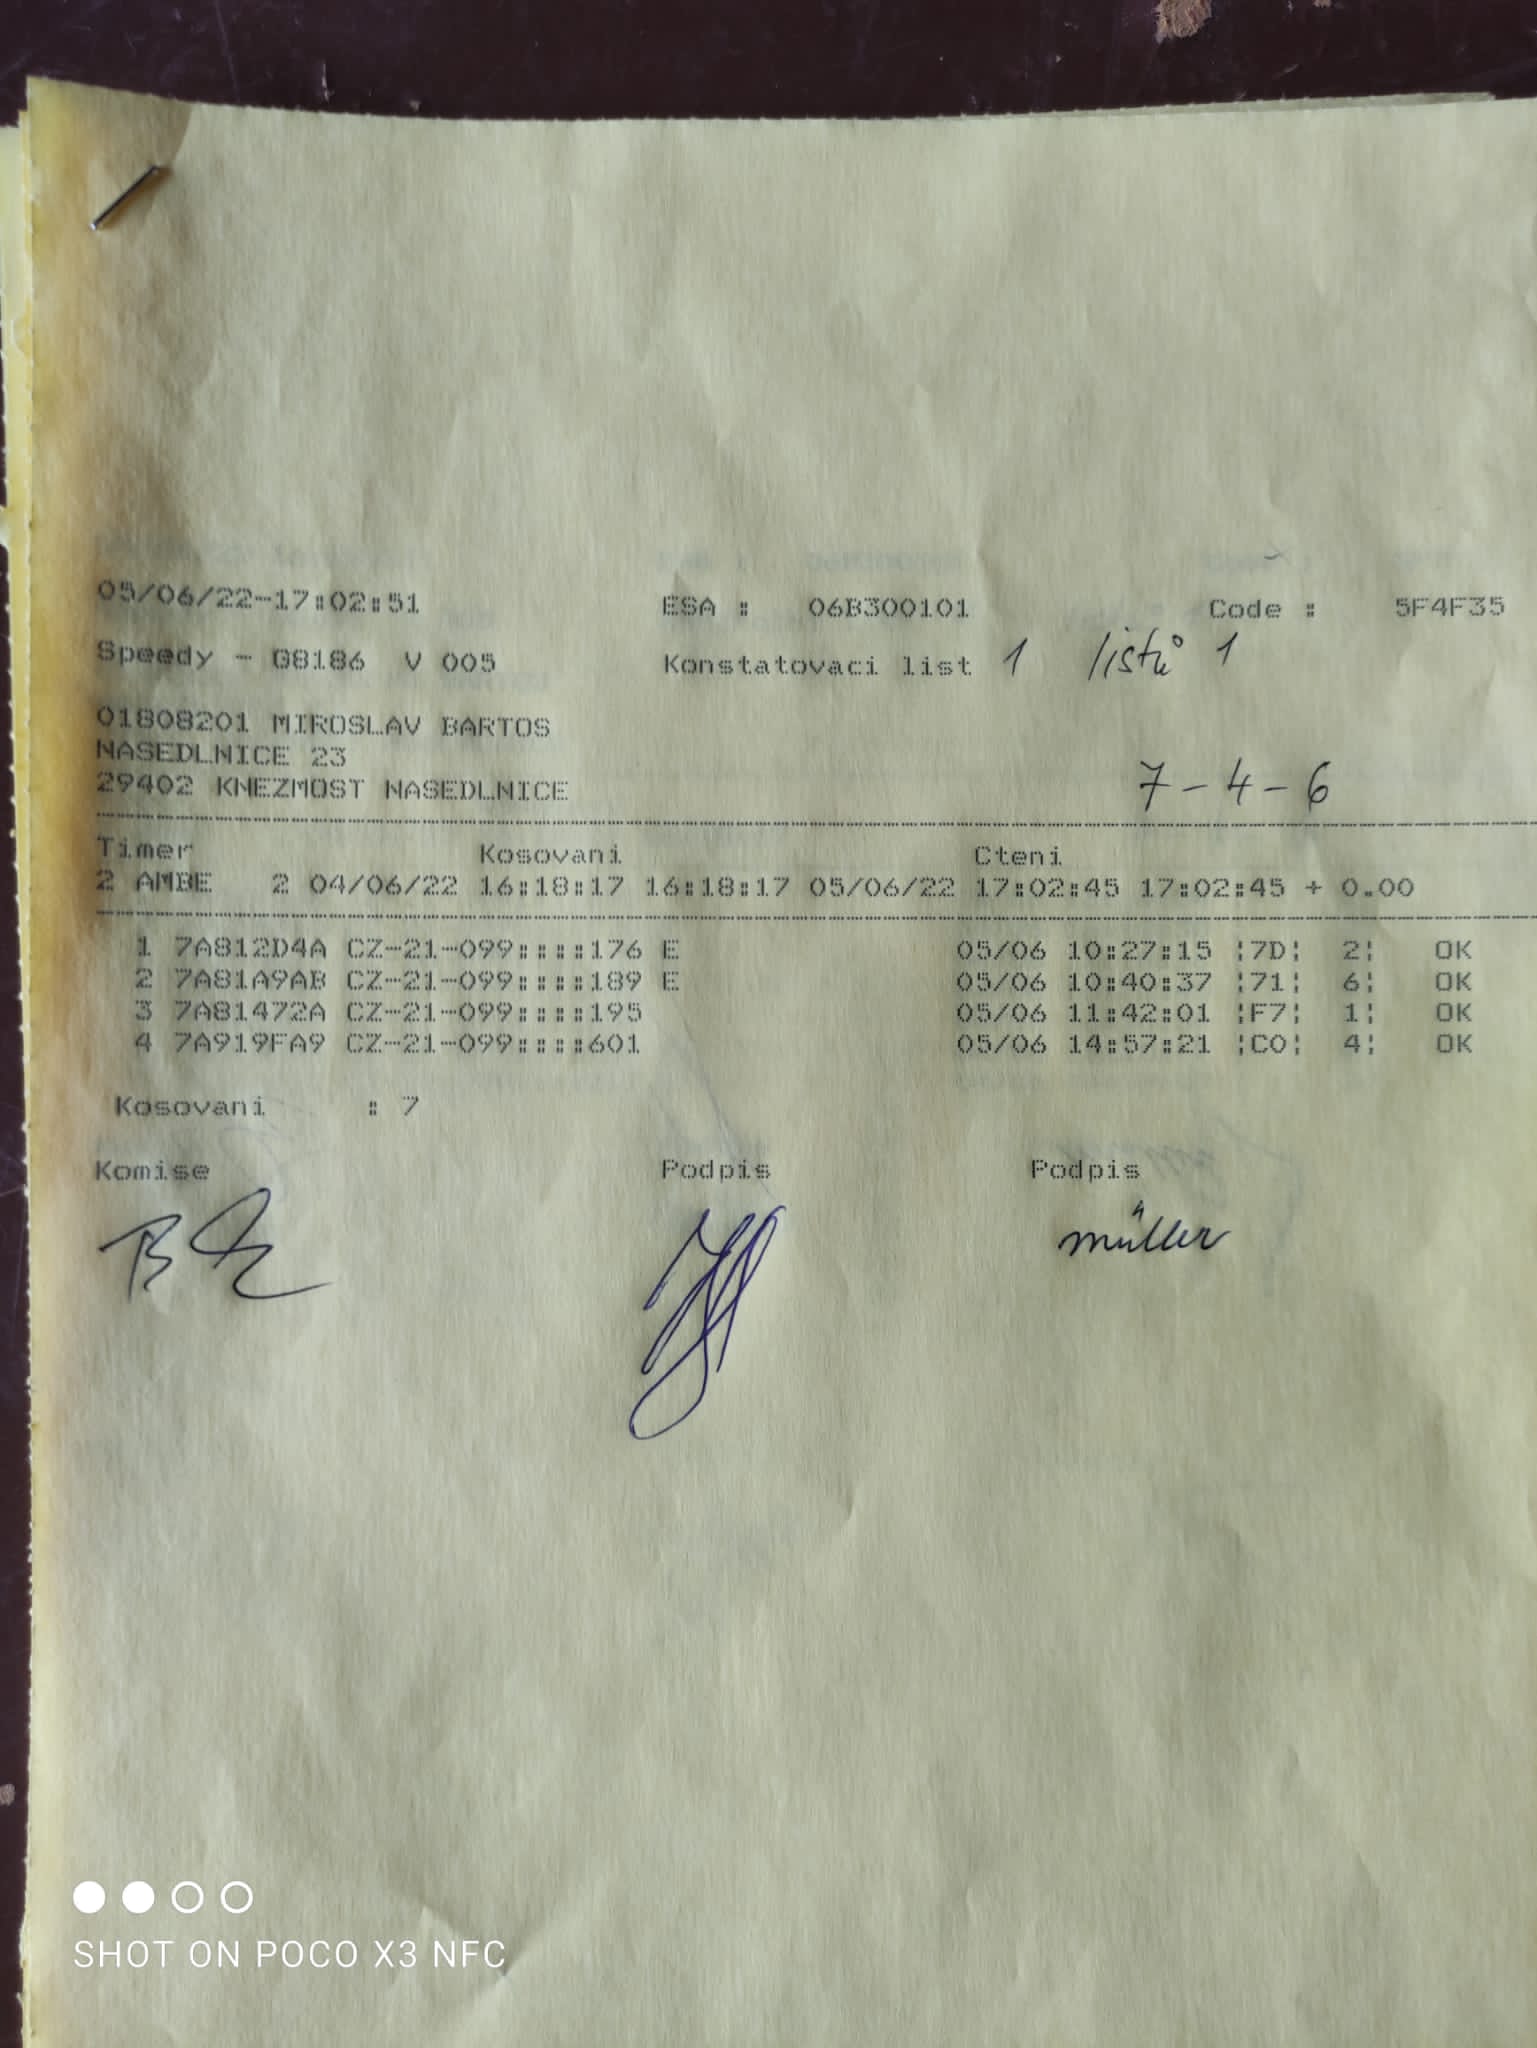 05/06/22-17:02:51 ESA : 06B300101 Code : 5F4F35
Speedy - G8186 V 005 Konstatovaci list 1 listů 1
01808201 MIROSLAV BARTOS
NASEDLNICE 23
29402 KNEZMOST NASEDLNICE
7-4-6
Timer Kosovani Cteni
2 AMBE 2 04/06/22 16:18:17 16:18:17 05/06/22 17:02:45 17:02:45 + 0.00
1 7A812D4A CZ-21-099::::176 E 05/06 10:27:15 ¦7D¦ 2¦ OK
2 7A81A9AB CZ-21-099::::189 E 05/06 10:40:37 ¦71¦ 6¦ OK
3 7A81472A CZ-21-099::::195 05/06 11:42:01 ¦F7¦ 1¦ OK
4 7A919FA9 CZ-21-099::::601 05/06 14:57:21 ¦C0¦ 4¦ OK
Kosovani : 7
Komise Podpis Podpis
müller
SHOT ON POCO X3 NFC